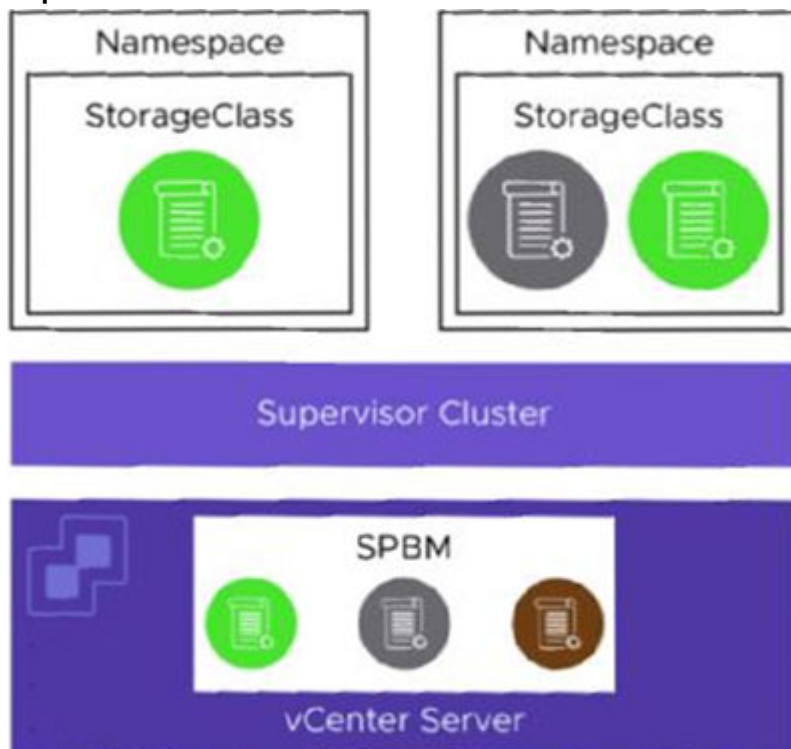 Namespace
StorageClass
Namespace
StorageClass
Supervisor Cluster
SPBM
vCenter Server